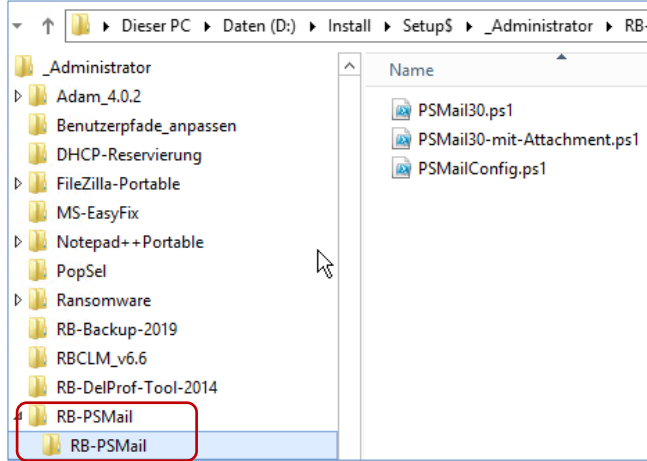 Dieser PC Daten (D:) Install Setup$ _Administrator RB-
_Administrator
Adam_4.0.2
Benutzerpfade_anpassen
DHCP-Reservierung
FileZilla-Portable
MS-EasyFix
Notepad++Portable
PopSel
Ransomware
RB-Backup-2019
RBCLM_v6.6
RB-DelProf-Tool-2014
RB-PSMail
RB-PSMail
Name
PSMail30.ps1
PSMail30-mit-Attachment.ps1
PSMailConfig.ps1